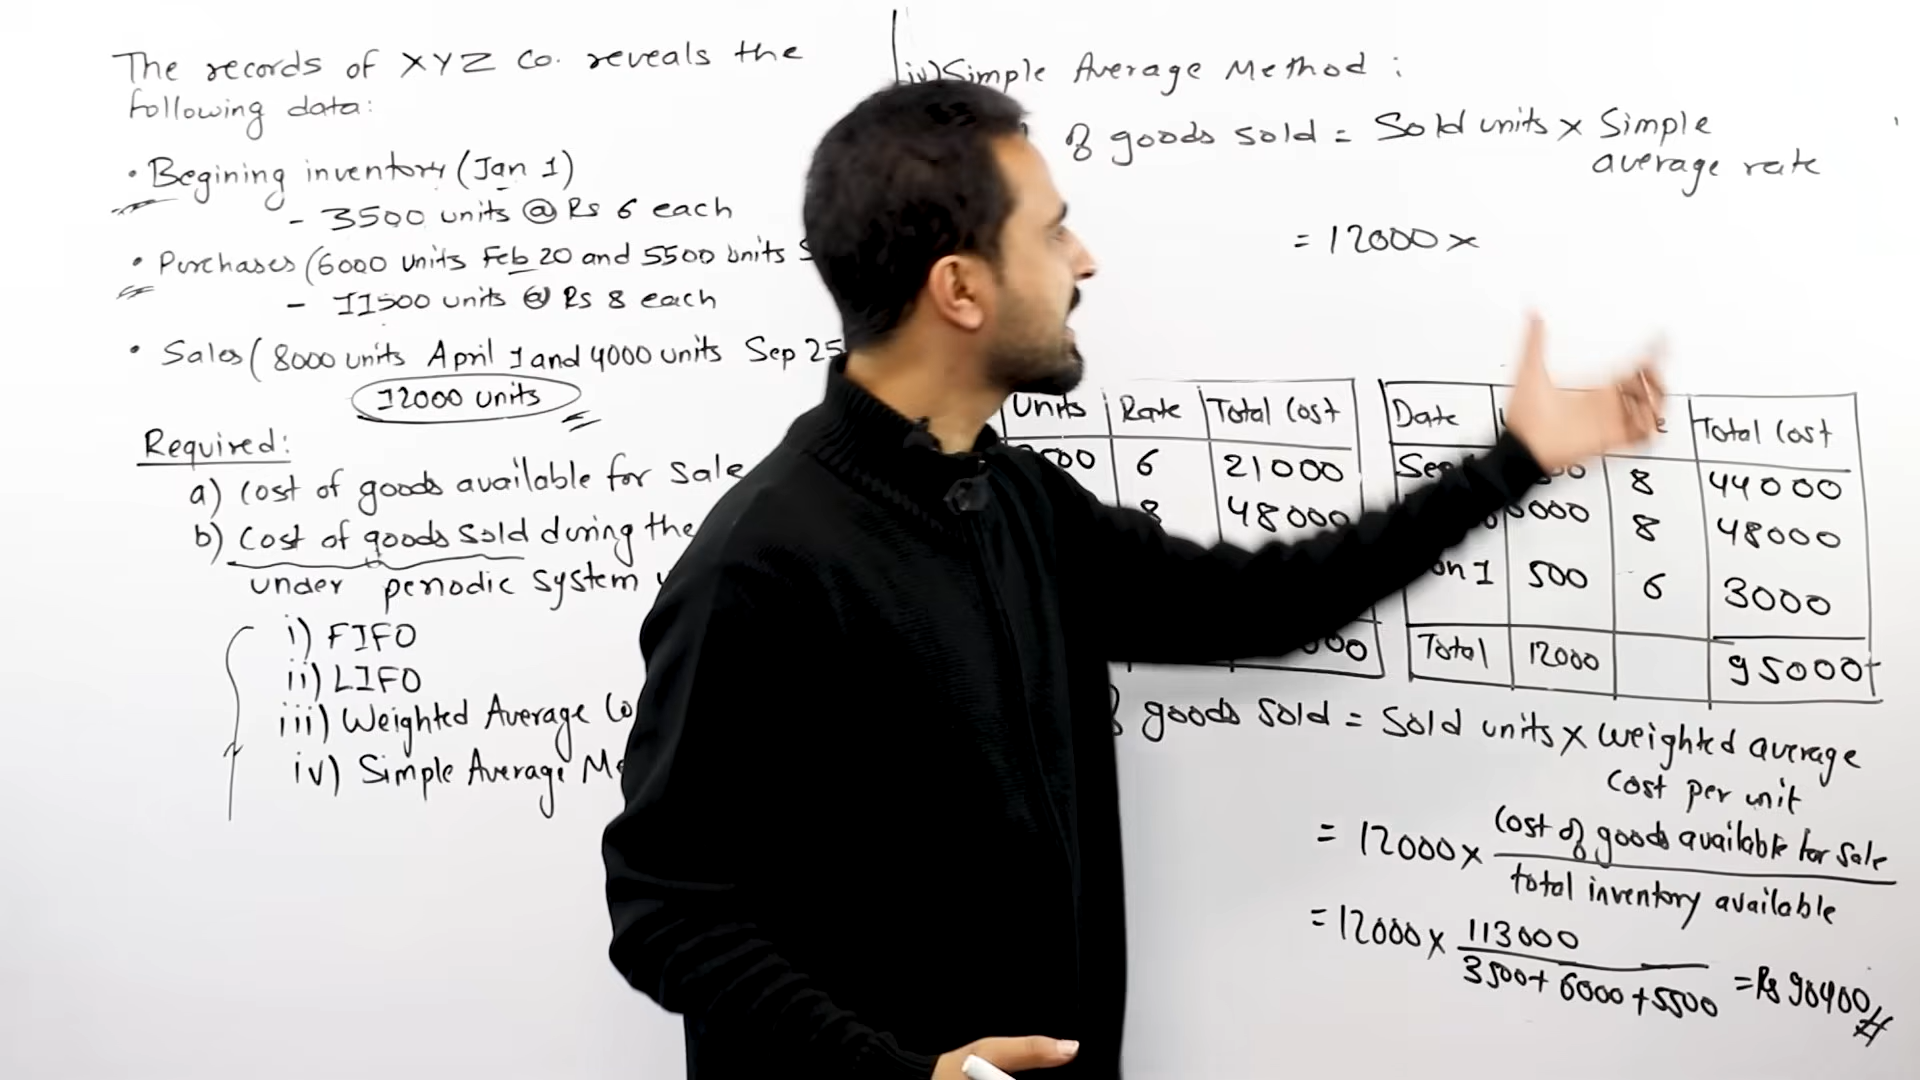 The records of XYZ Co. reveals the
following data:
• Begining inventory (Jan 1)
- 3500 units @ Rs 6 each
• Purchases (6000 units Feb 20 and 5500 units
- 11500 units @ Rs 8 each
• Sales (8000 units April 1 and 4000 units Sep 25
12000 units
Required:
a) Cost of goods available for sale
b) Cost of goods sold during the
under periodic system
i) FIFO
ii) LIFO
iii) Weighted Average Co
iv) Simple Average Me
iv) Simple Average Method :
of goods sold = Sold units × Simple
average rate
= 12000 ×
Units Rate Total Cost
6 21000
8 48000
Date Total Cost
8 44000
8 48000
500 6 3000
Total 12000 95000
of goods sold = Sold units × weighted average
cost per unit
= 12000 × Cost of goods available for sale
total inventory available
= 12000 × 113000
3500 + 6000 + 5500 = Rs 90400